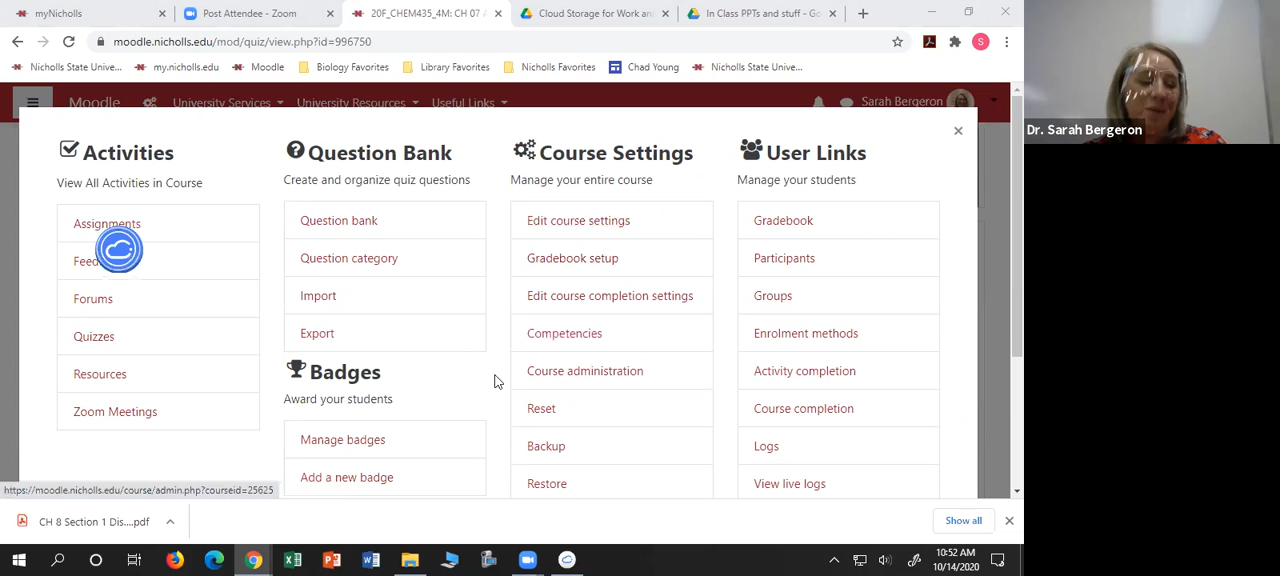 myNicholls
Post Attendee - Zoom
20F_CHEM435_4M: CH 07
Cloud Storage for Work an
In Class PPTs and stuff - Go
moodle.nicholls.edu/mod/quiz/view.php?id=996750
S
Nicholls State Unive...
my.nicholls.edu
Moodle
Biology Favorites
Library Favorites
Nicholls Favorites
Chad Young
Nicholls State Unive...
Moodle
University Services
University Resources
Useful Links
Sarah Bergeron
Dr. Sarah Bergeron
Activities
View All Activities in Course
Assignments
Forums
Quizzes
Resources
Zoom Meetings
Question Bank
Create and organize quiz questions
Question bank
Question category
Import
Export
Badges
Award your students
Manage badges
Add a new badge
Course Settings
Manage your entire course
Edit course settings
Gradebook setup
Edit course completion settings
Competencies
Course administration
Reset
Backup
Restore
User Links
Manage your students
Gradebook
Participants
Groups
Enrolment methods
Activity completion
Course completion
Logs
View live logs
https://moodle.nicholls.edu/course/admin.php?courseid=25625
CH 8 Section 1 Dis....pdf
Show all
10:52 AM
10/14/2020